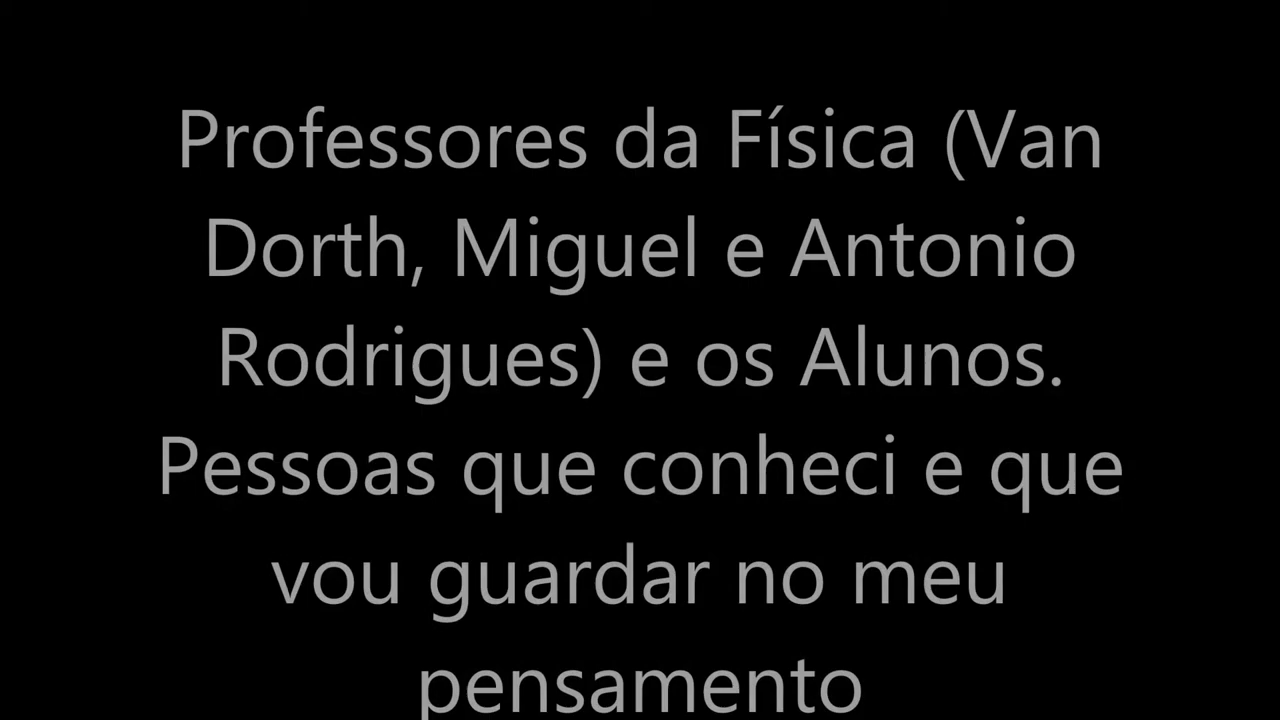 Professores da Física (Van
Dorth, Miguel e Antonio
Rodrigues) e os Alunos.
Pessoas que conheci e que
vou guardar no meu
pensamento